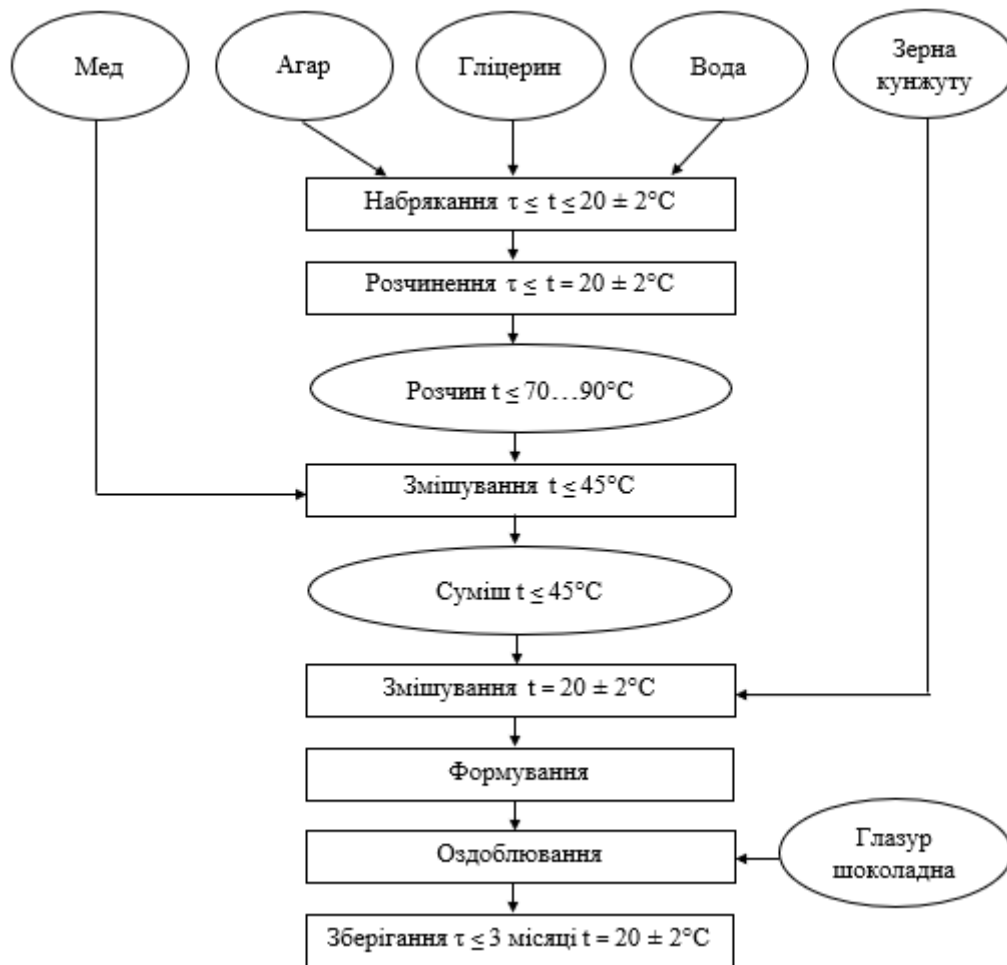 Мед
Агар
Гліцерин
Вода
Зерна
кунжуту
Набрякання τ ≤ t ≤ 20 ± 2°C
Розчинення τ ≤ t = 20 ± 2°C
Розчин t ≤ 70…90°C
Змішування t ≤ 45°C
Суміш t ≤ 45°C
Змішування t = 20 ± 2°C
Формування
Оздоблювання
Глазур
шоколадна
Зберігання τ ≤ 3 місяці t = 20 ± 2°C